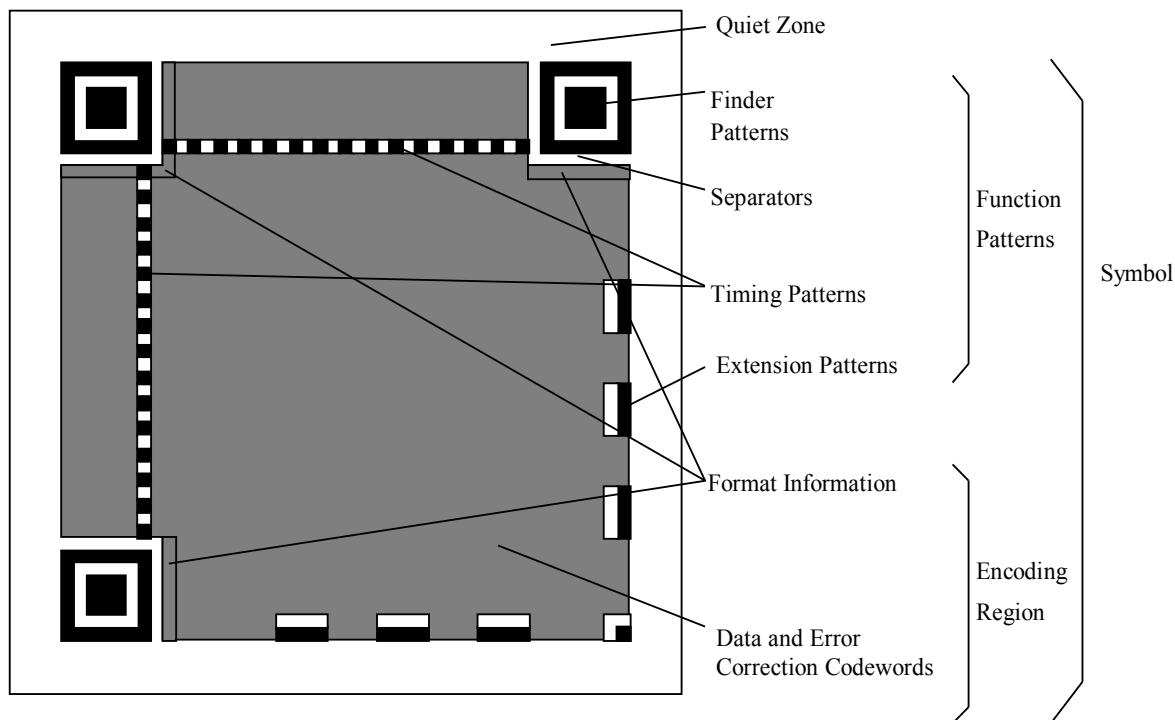 Quiet Zone
Finder
Patterns
Separators
Function
Patterns
Symbol
Timing Patterns
Extension Patterns
Format Information
Encoding
Region
Data and Error
Correction Codewords